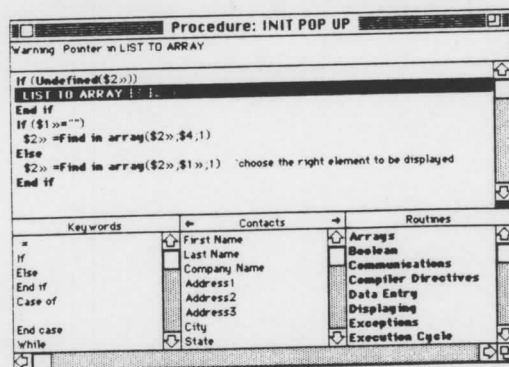 Procedure: INIT POP UP
Warning Pointer in LIST TO ARRAY
If (Undefined($2»))
LIST TO ARRAY
End if
If ($1»="")
$2» =Find in array($2»;$4;1)
Else
$2» =Find in array($2»;$1»;1) `choose the right element to be displayed
End if
Keywords
=
If
Else
End if
Case of
End case
While
← Contacts →
First Name
Last Name
Company Name
Address1
Address2
Address3
City
State
Routines
Arrays
Boolean
Communications
Compiler Directives
Data Entry
Displaying
Exceptions
Execution Cycle